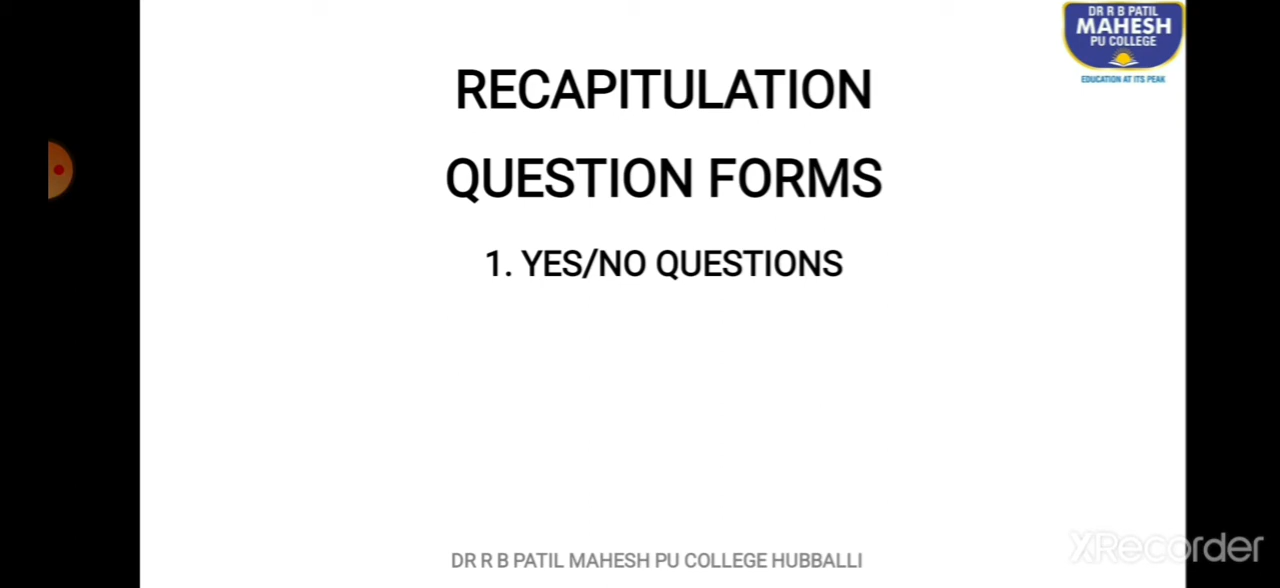 DR R B PATIL
MAHESH
PU COLLEGE
EDUCATION AT ITS PEAK
RECAPITULATION
QUESTION FORMS
1. YES/NO QUESTIONS
DR R B PATIL MAHESH PU COLLEGE HUBBALLI
XRecorder